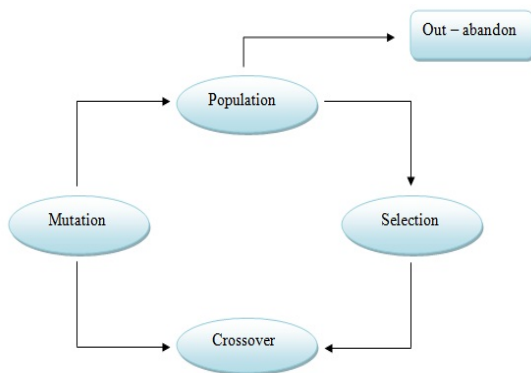 Out – abandon
Population
Mutation
Selection
Crossover